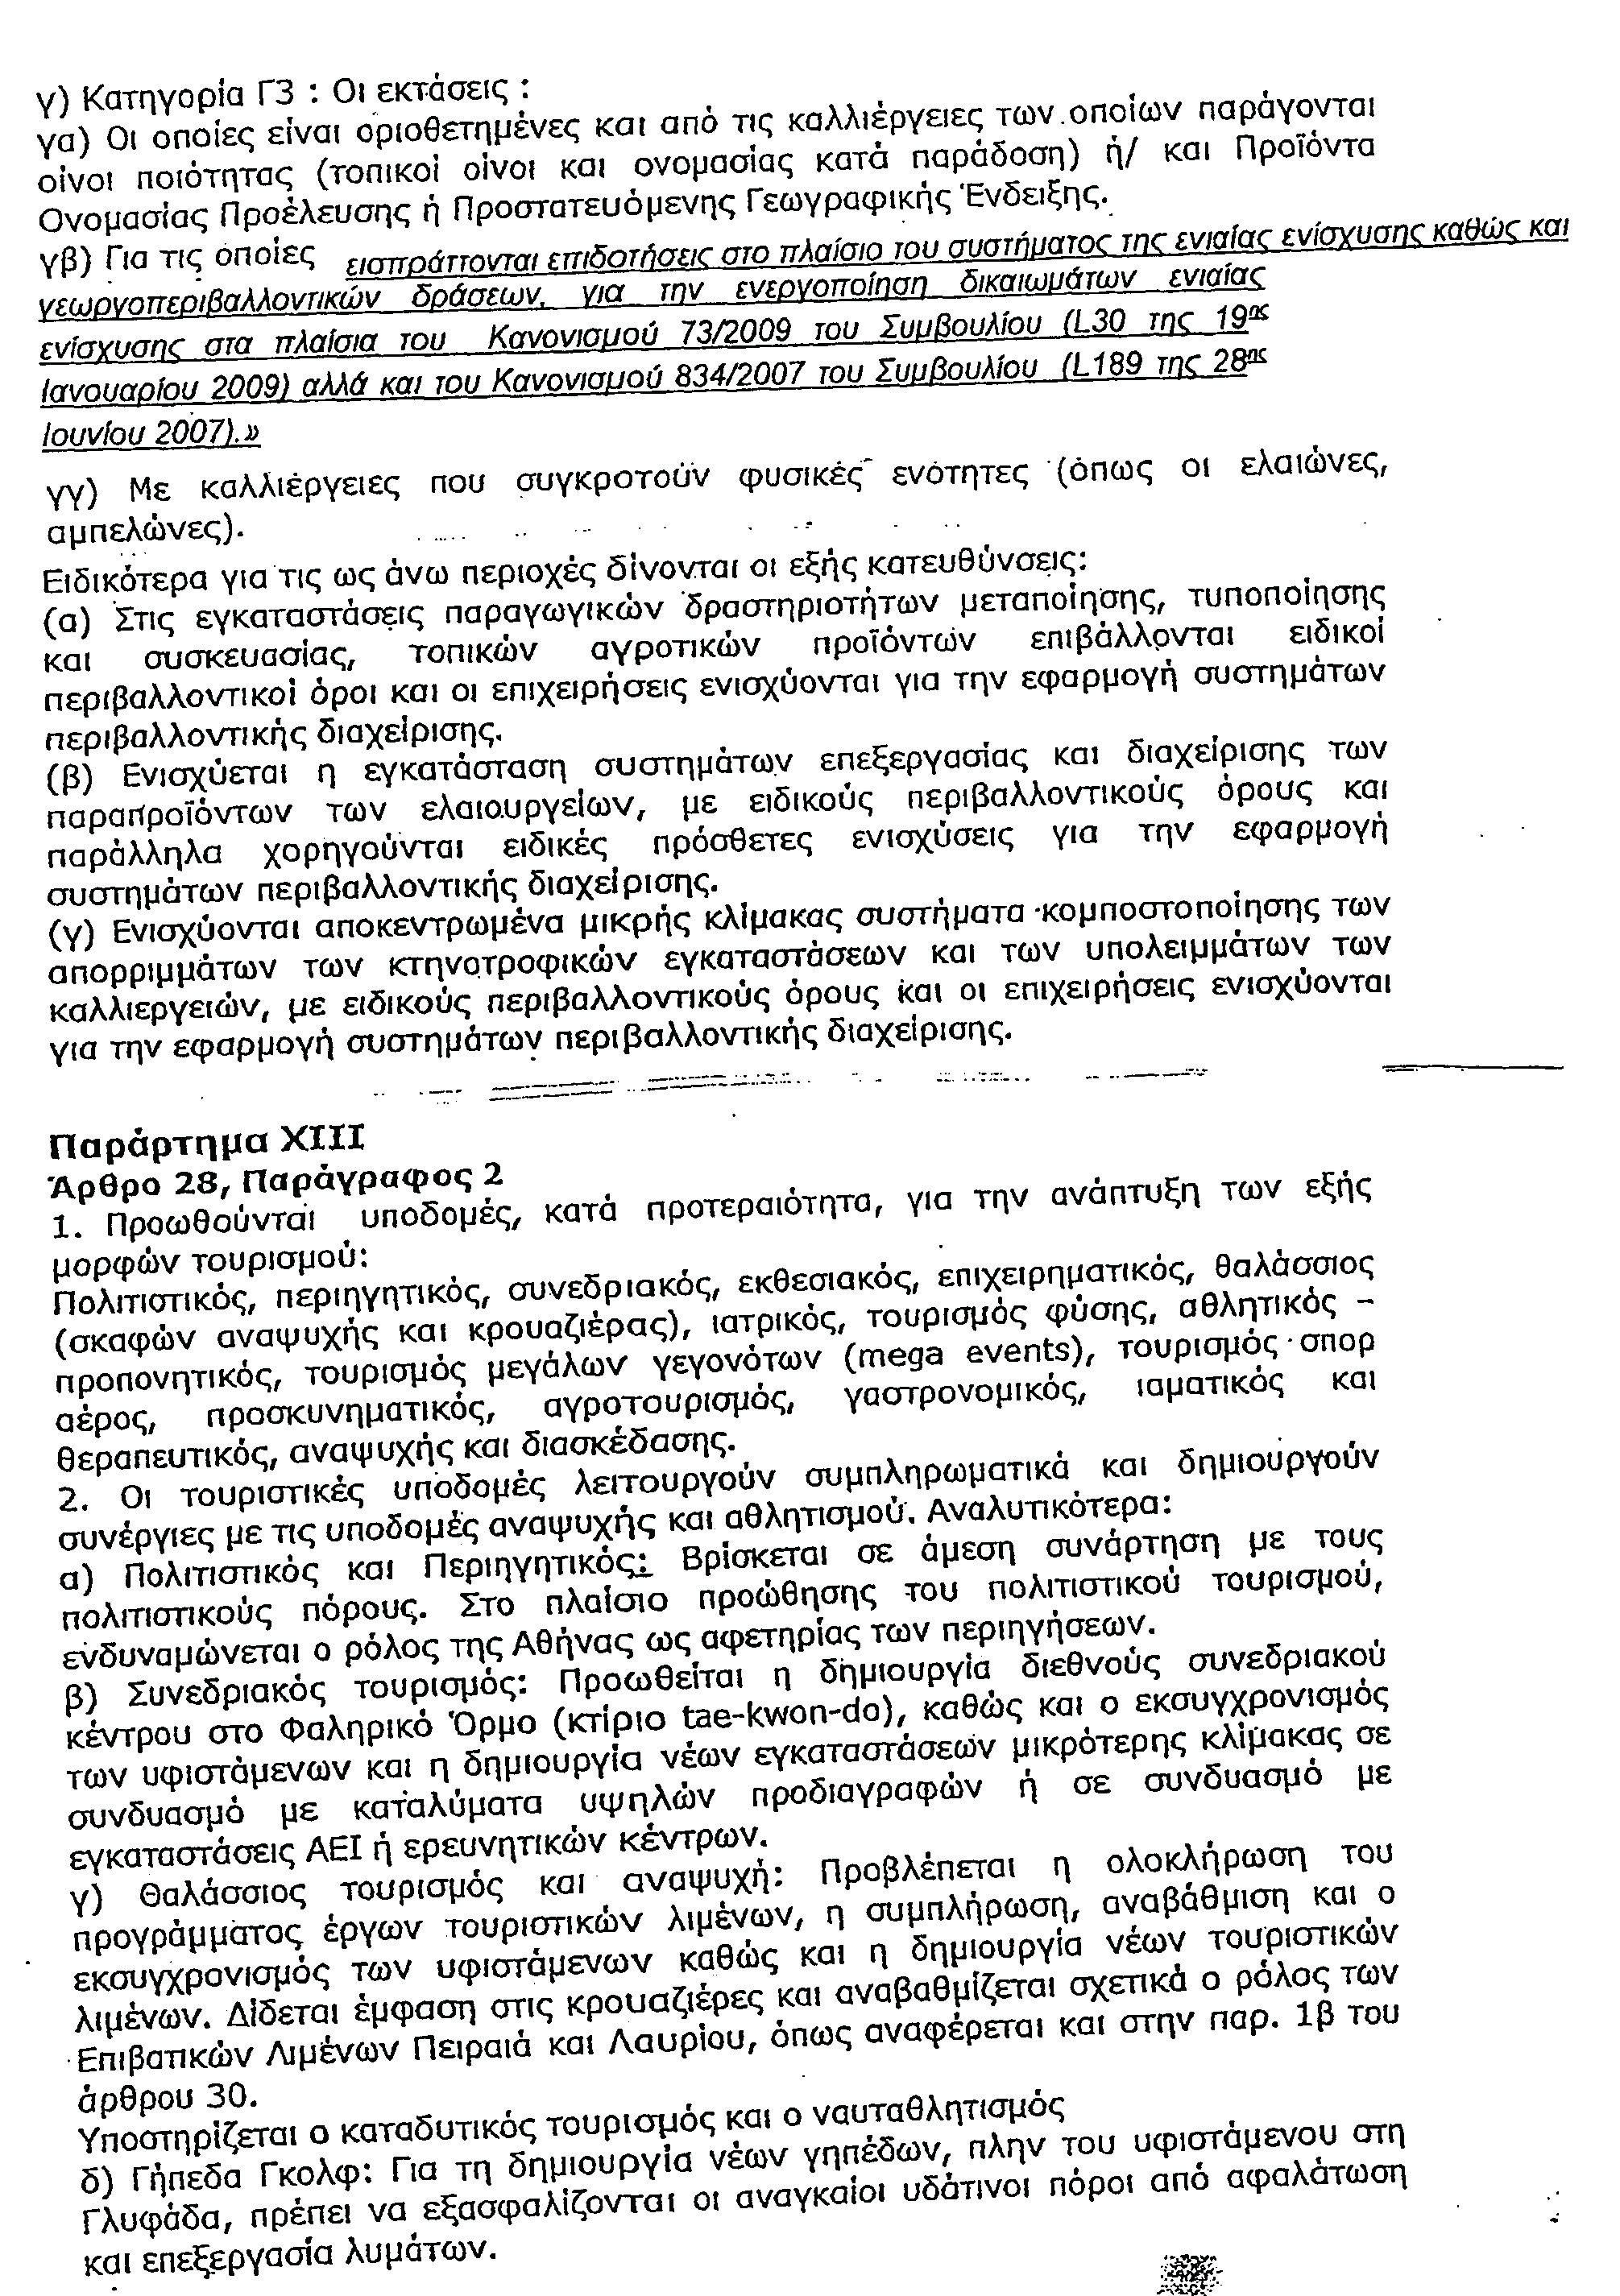 γ) Κατηγορία Γ3 : Οι εκτάσεις :
γα) Οι οποίες είναι οριοθετημένες και από τις καλλιέργειες των οποίων παράγονται
οίνοι ποιότητας (τοπικοί οίνοι και ονομασίας κατά παράδοση) ή/ και Προϊόντα
Ονομασίας Προέλευσης ή Προστατευόμενης Γεωγραφικής Ένδειξης.
γβ) Για τις οποίες εισπράττονται επιδοτήσεις στο πλαίσιο του συστήματος της ενιαίας ενίσχυσης καθώς και
γεωργοπεριβαλλοντικών δράσεων, για την ενεργοποίηση δικαιωμάτων ενιαίας
ενίσχυσης στα πλαίσια του Κανονισμού 73/2009 του Συμβουλίου (L30 της 19ης
Ιανουαρίου 2009) αλλά και του Κανονισμού 834/2007 του Συμβουλίου (L189 της 28ης
Ιουνίου 2007).»
γγ) Με καλλιέργειες που συγκροτούν φυσικές ενότητες (όπως οι ελαιώνες,
αμπελώνες).
Ειδικότερα για τις ως άνω περιοχές δίνονται οι εξής κατευθύνσεις:
(α) Στις εγκαταστάσεις παραγωγικών δραστηριοτήτων μεταποίησης, τυποποίησης
και συσκευασίας, τοπικών αγροτικών προϊόντων επιβάλλονται ειδικοί
περιβαλλοντικοί όροι και οι επιχειρήσεις ενισχύονται για την εφαρμογή συστημάτων
περιβαλλοντικής διαχείρισης.
(β) Ενισχύεται η εγκατάσταση συστημάτων επεξεργασίας και διαχείρισης των
παραπροϊόντων των ελαιουργείων, με ειδικούς περιβαλλοντικούς όρους και
παράλληλα χορηγούνται ειδικές πρόσθετες ενισχύσεις για την εφαρμογή
συστημάτων περιβαλλοντικής διαχείρισης.
(γ) Ενισχύονται αποκεντρωμένα μικρής κλίμακας συστήματα κομποστοποίησης των
απορριμμάτων των κτηνοτροφικών εγκαταστάσεων και των υπολειμμάτων των
καλλιεργειών, με ειδικούς περιβαλλοντικούς όρους και οι επιχειρήσεις ενισχύονται
για την εφαρμογή συστημάτων περιβαλλοντικής διαχείρισης.
Παράρτημα XIII
Άρθρο 28, Παράγραφος 2
1. Προωθούνται υποδομές, κατά προτεραιότητα, για την ανάπτυξη των εξής
μορφών τουρισμού:
Πολιτιστικός, περιηγητικός, συνεδριακός, εκθεσιακός, επιχειρηματικός, θαλάσσιος
(σκαφών αναψυχής και κρουαζιέρας), ιατρικός, τουρισμός φύσης, αθλητικός –
προπονητικός, τουρισμός μεγάλων γεγονότων (mega events), τουρισμός σπορ
αέρος, προσκυνηματικός, αγροτουρισμός, γαστρονομικός, ιαματικός και
θεραπευτικός, αναψυχής και διασκέδασης.
2. Οι τουριστικές υποδομές λειτουργούν συμπληρωματικά και δημιουργούν
συνέργιες με τις υποδομές αναψυχής και αθλητισμού. Αναλυτικότερα:
α) Πολιτιστικός και Περιηγητικός: Βρίσκεται σε άμεση συνάρτηση με τους
πολιτιστικούς πόρους. Στο πλαίσιο προώθησης του πολιτιστικού τουρισμού,
ενδυναμώνεται ο ρόλος της Αθήνας ως αφετηρίας των περιηγήσεων.
β) Συνεδριακός τουρισμός: Προωθείται η δημιουργία διεθνούς συνεδριακού
κέντρου στο Φαληρικό Όρμο (κτίριο tae-kwon-do), καθώς και ο εκσυγχρονισμός
των υφιστάμενων και η δημιουργία νέων εγκαταστάσεων μικρότερης κλίμακας σε
συνδυασμό με καταλύματα υψηλών προδιαγραφών ή σε συνδυασμό με
εγκαταστάσεις ΑΕΙ ή ερευνητικών κέντρων.
γ) Θαλάσσιος τουρισμός και αναψυχή: Προβλέπεται η ολοκλήρωση του
προγράμματος έργων τουριστικών λιμένων, η συμπλήρωση, αναβάθμιση και ο
εκσυγχρονισμός των υφιστάμενων καθώς και η δημιουργία νέων τουριστικών
λιμένων. Δίδεται έμφαση στις κρουαζιέρες και αναβαθμίζεται σχετικά ο ρόλος των
Επιβατικών Λιμένων Πειραιά και Λαυρίου, όπως αναφέρεται και στην παρ. 1β του
άρθρου 30.
Υποστηρίζεται ο καταδυτικός τουρισμός και ο ναυταθλητισμός
δ) Γήπεδα Γκολφ: Για τη δημιουργία νέων γηπέδων, πλην του υφιστάμενου στη
Γλυφάδα, πρέπει να εξασφαλίζονται οι αναγκαίοι υδάτινοι πόροι από αφαλάτωση
και επεξεργασία λυμάτων.